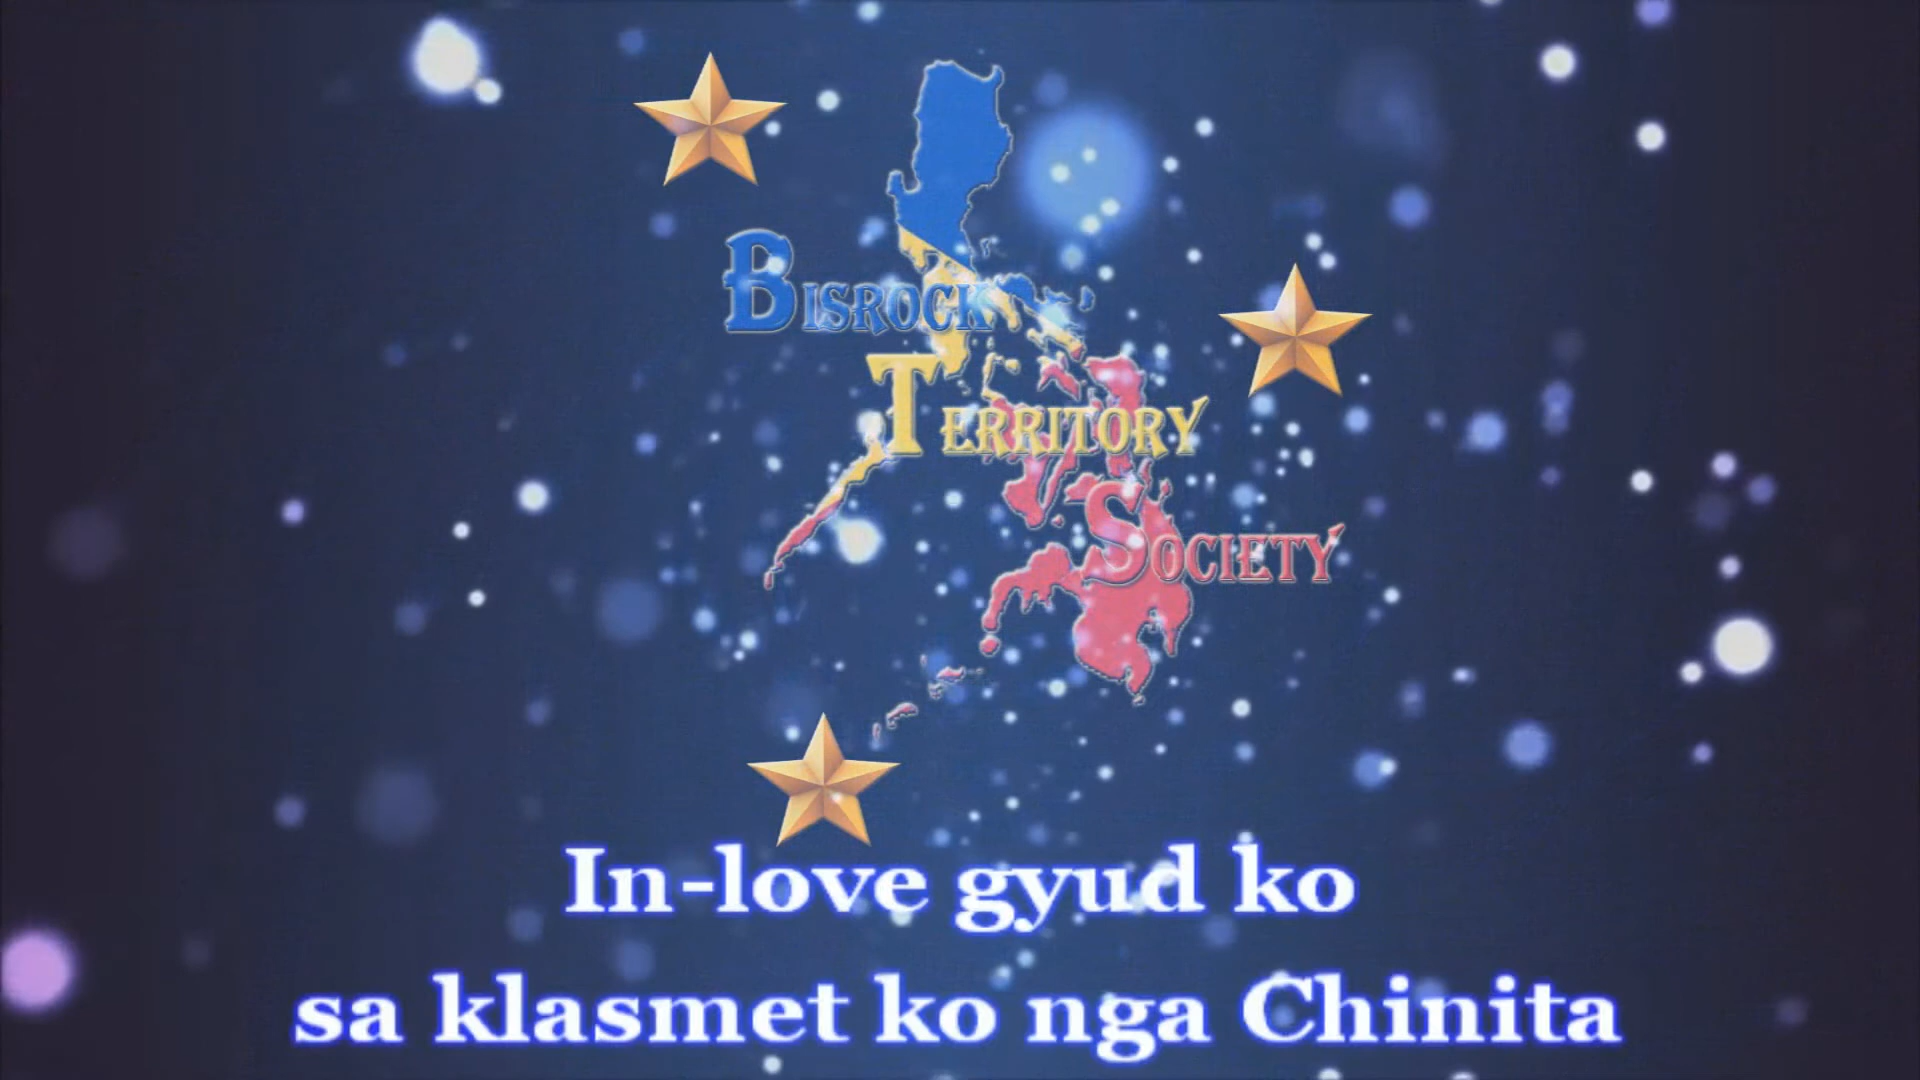 Bisrock
Territory
Society
In-love gyud ko
sa klasmet ko nga Chinita